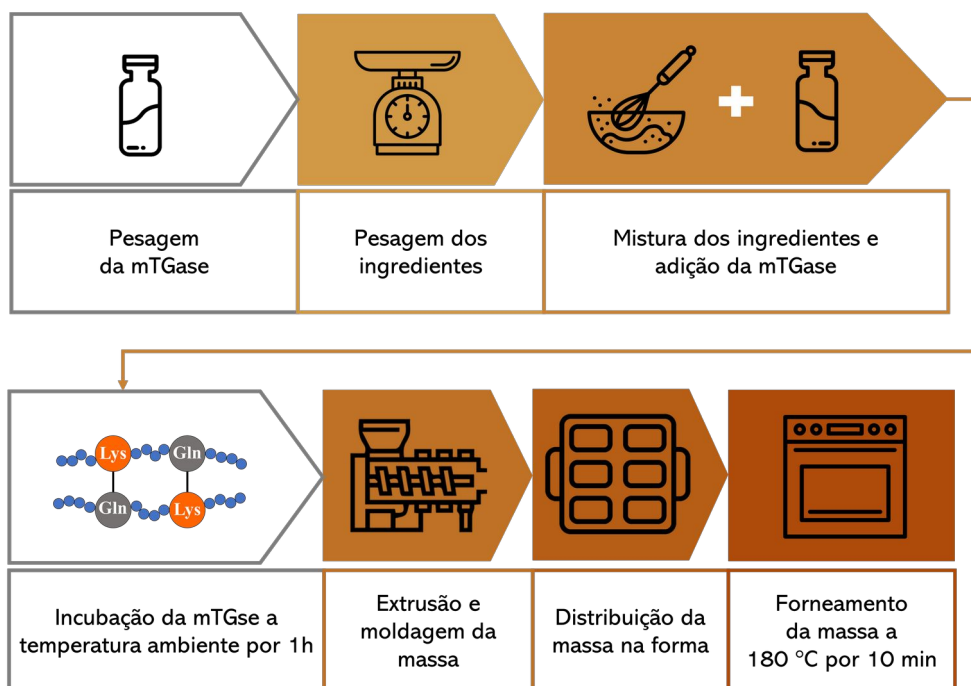 Pesagem
da mTGase
Pesagem dos
ingredientes
Mistura dos ingredientes e
adição da mTGase
Lys
Gln
Gln
Lys
Incubação da mTGse a
temperatura ambiente por 1h
Extrusão e
moldagem da
massa
Distribuição da
massa na forma
Forneamento
da massa a
180 °C por 10 min